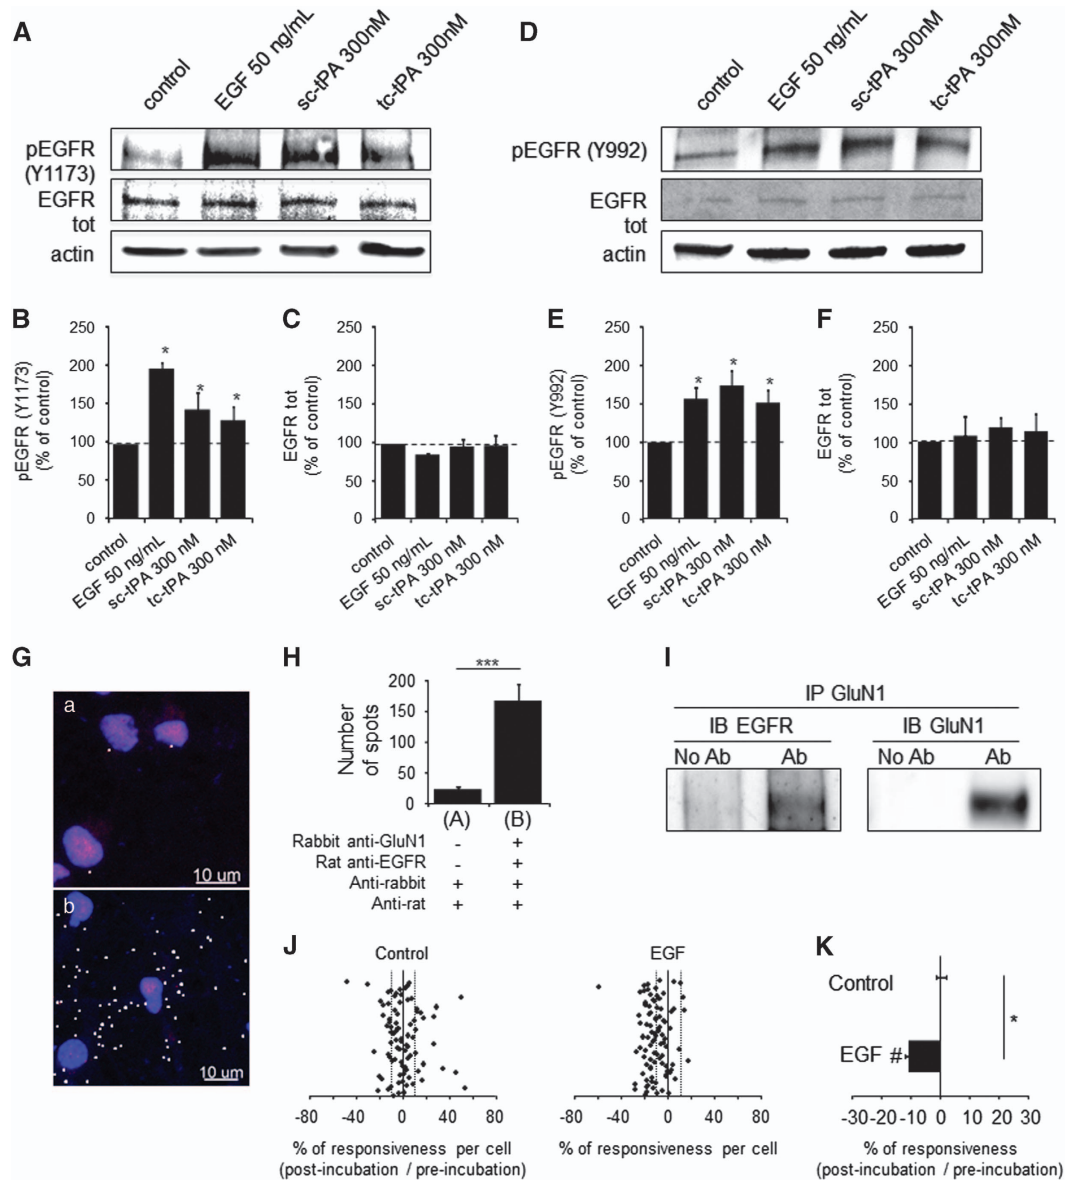 A
control
EGF 50 ng/mL
sc-tPA 300nM
tc-tPA 300nM
pEGFR
(Y1173)
EGFR
tot
actin
D
control
EGF 50 ng/mL
sc-tPA 300nM
tc-tPA 300nM
pEGFR (Y992)
EGFR
tot
actin
B
pEGFR (Y1173)
(% of control)
250
200
150
100
50
0
*
*
*
control
EGF 50 ng/mL
sc-tPA 300 nM
tc-tPA 300 nM
C
EGFR tot
(% of control)
250
200
150
100
50
0
control
EGF 50 ng/mL
sc-tPA 300 nM
tc-tPA 300 nM
E
pEGFR (Y992)
(% of control)
250
200
150
100
50
0
*
*
*
control
EGF 50 ng/mL
sc-tPA 300 nM
tc-tPA 300 nM
F
EGFR tot
(% of control)
250
200
150
100
50
0
control
EGF 50 ng/mL
sc-tPA 300 nM
tc-tPA 300 nM
G
a
10 um
b
10 um
H
***
Number
of spots
200
150
100
50
0
(A) (B)
Rabbit anti-GluN1 - +
Rat anti-EGFR - +
Anti-rabbit + +
Anti-rat + +
I
IP GluN1
IB EGFR IB GluN1
No Ab Ab No Ab Ab
J
Control
-80 -40 0 40 80
% of responsiveness per cell
(post-incubation / pre-incubation)
EGF
-80 -40 0 40 80
% of responsiveness per cell
K
Control
EGF #
*
-30 -20 -10 0 10 20 30
% of responsiveness
(post-incubation / pre-incubation)